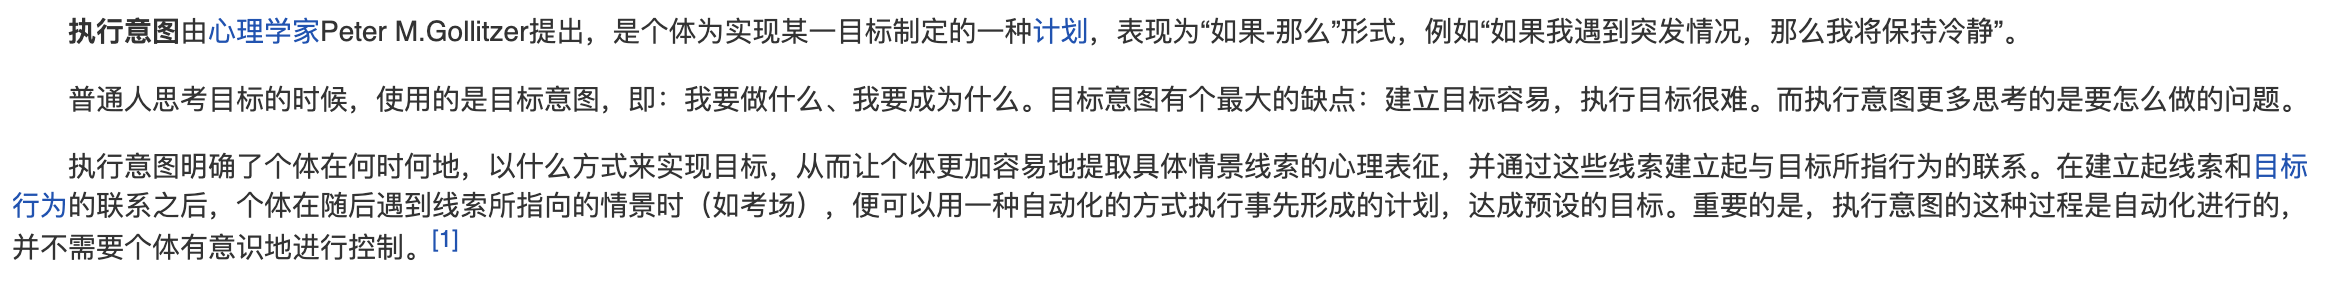 执行意图由心理学家Peter M.Gollitzer提出，是个体为实现某一目标制定的一种计划，表现为“如果-那么”形式，例如“如果我遇到突发情况，那么我将保持冷静”。
普通人思考目标的时候，使用的是目标意图，即：我要做什么、我要成为什么。目标意图有个最大的缺点：建立目标容易，执行目标很难。而执行意图更多思考的是要怎么做的问题。
执行意图明确了个体在何时何地，以什么方式来实现目标，从而让个体更加容易地提取具体情景线索的心理表征，并通过这些线索建立起与目标所指行为的联系。在建立起线索和目标
行为的联系之后，个体在随后遇到线索所指向的情景时（如考场），便可以用一种自动化的方式执行事先形成的计划，达成预设的目标。重要的是，执行意图的这种过程是自动化进行的，
并不需要个体有意识地进行控制。[1]